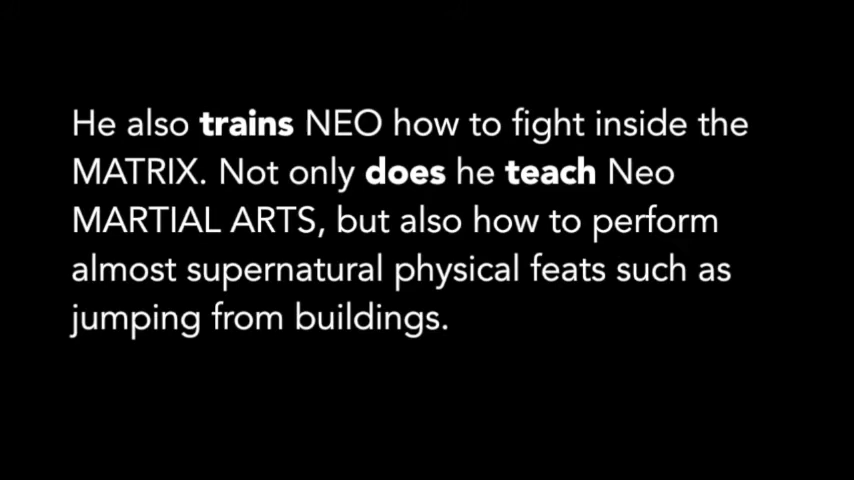 He also trains NEO how to fight inside the
MATRIX. Not only does he teach Neo
MARTIAL ARTS, but also how to perform
almost supernatural physical feats such as
jumping from buildings.